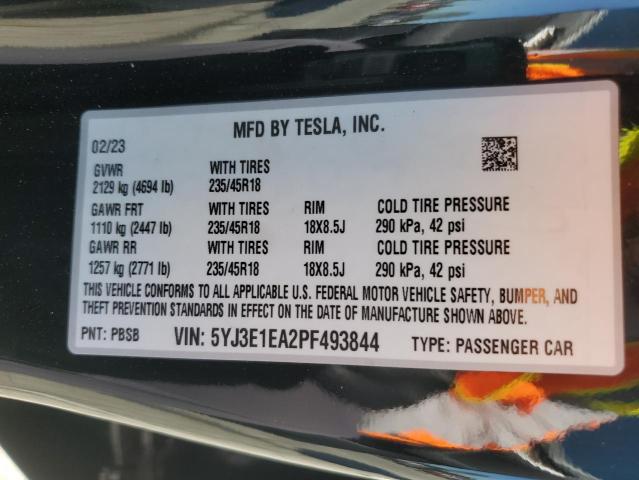 MFD BY TESLA, INC.
02/23
GVWR WITH TIRES
2129 kg (4694 lb) 235/45R18
GAWR FRT WITH TIRES RIM COLD TIRE PRESSURE
1110 kg (2447 lb) 235/45R18 18X8.5J 290 kPa, 42 psi
GAWR RR WITH TIRES RIM COLD TIRE PRESSURE
1257 kg (2771 lb) 235/45R18 18X8.5J 290 kPa, 42 psi
THIS VEHICLE CONFORMS TO ALL APPLICABLE U.S. FEDERAL MOTOR VEHICLE SAFETY, BUMPER, AND
THEFT PREVENTION STANDARDS IN EFFECT ON THE DATE OF MANUFACTURE SHOWN ABOVE.
PNT: PBSB VIN: 5YJ3E1EA2PF493844 TYPE: PASSENGER CAR